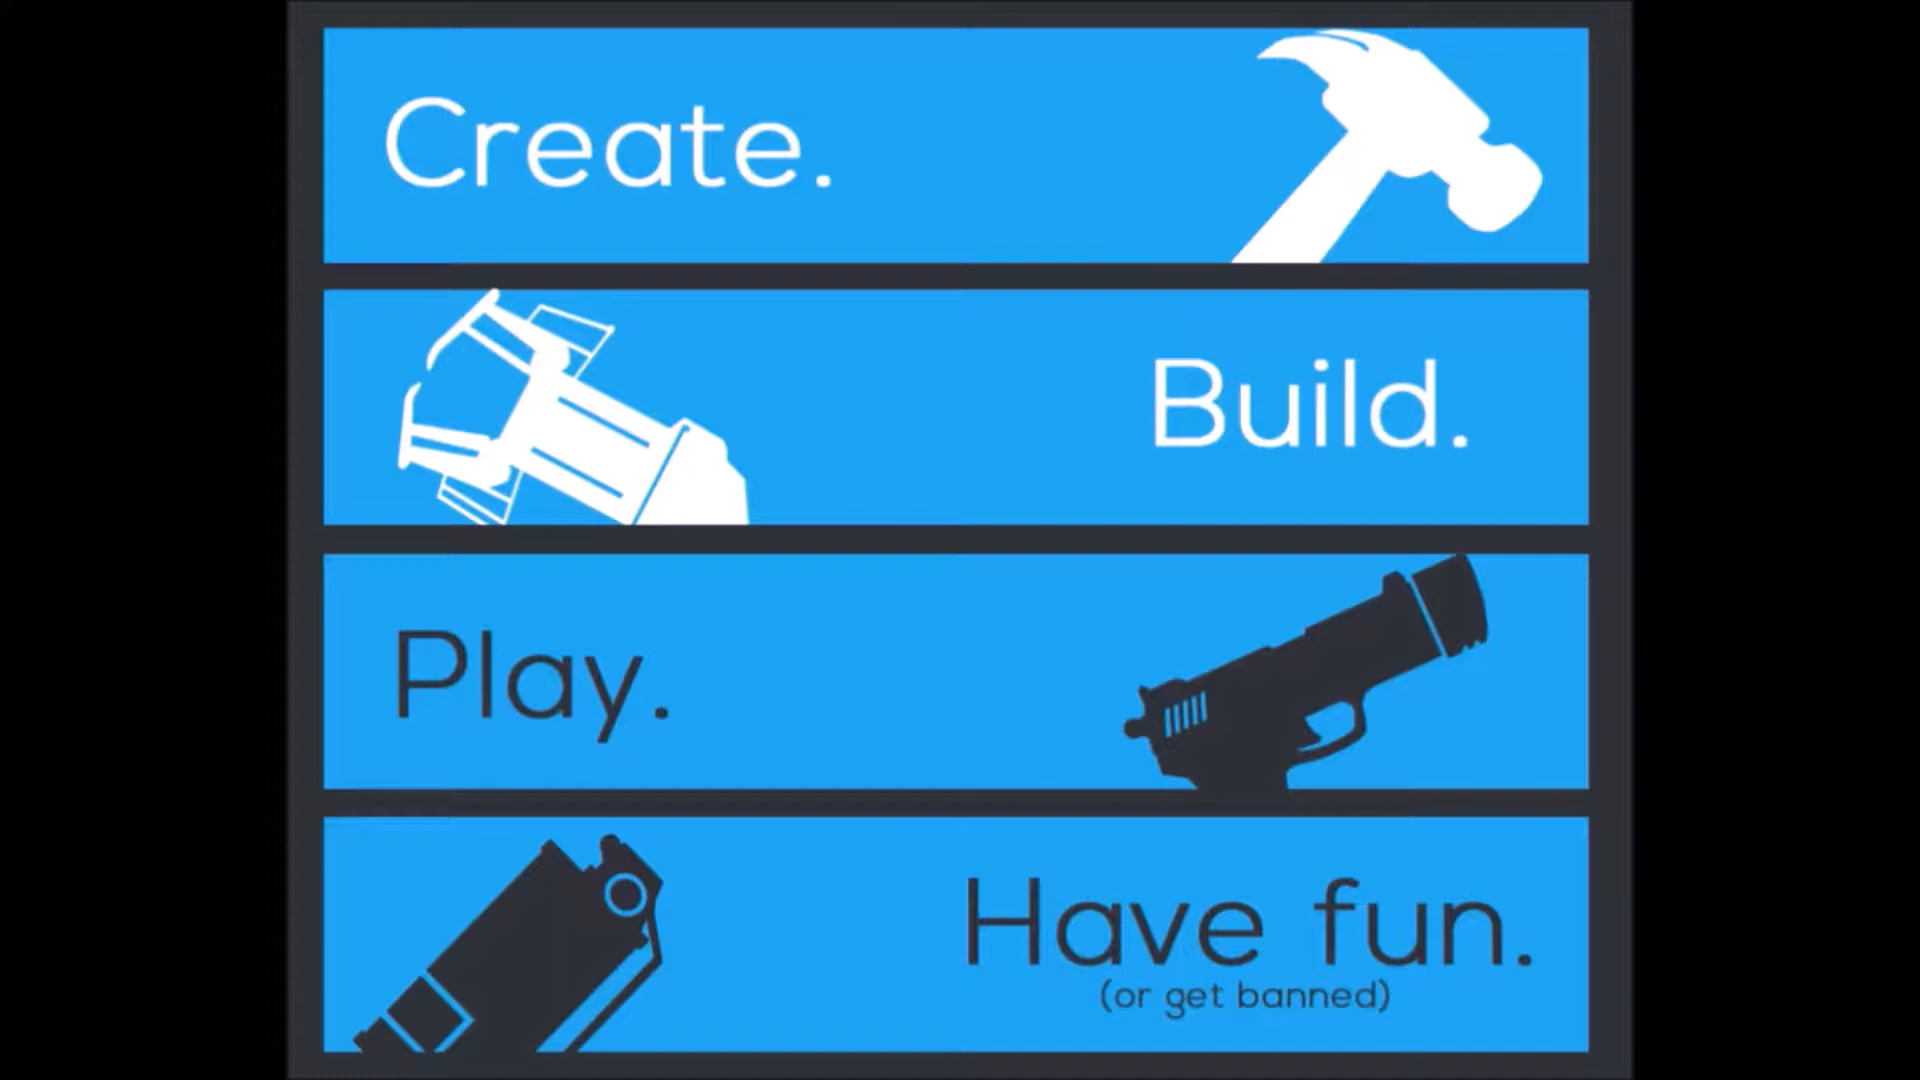 Create.
Build.
Play.
Have fun.
(or get banned)